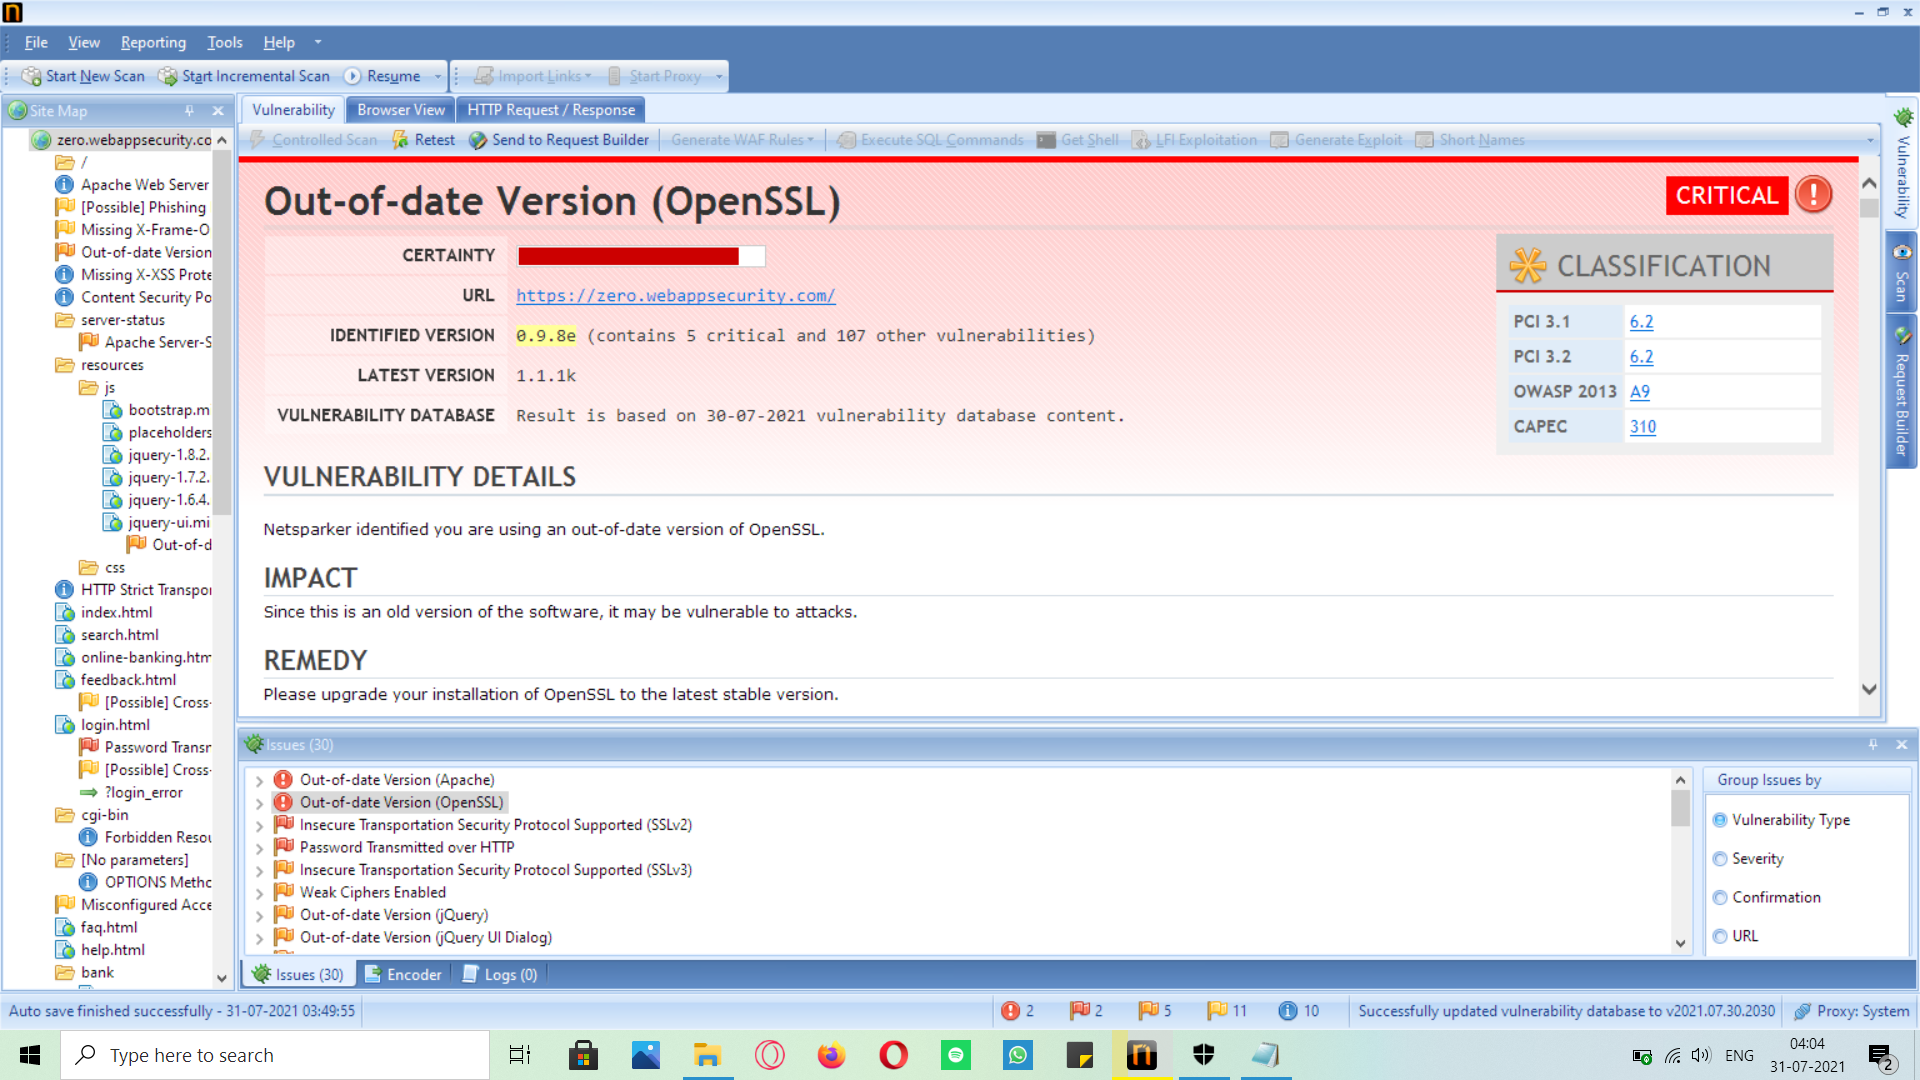 File View Reporting Tools Help
Start New Scan Start Incremental Scan Resume Import Links Start Proxy
Site Map
zero.webappsecurity.co
/
Apache Web Server
[Possible] Phishing
Missing X-Frame-O
Out-of-date Version
Missing X-XSS Prote
Content Security Po
server-status
Apache Server-S
resources
js
bootstrap.m
placeholders
jquery-1.8.2.
jquery-1.7.2.
jquery-1.6.4.
jquery-ui.mi
Out-of-d
css
HTTP Strict Transpor
index.html
search.html
online-banking.htm
feedback.html
[Possible] Cross-
login.html
Password Transr
[Possible] Cross-
?login_error
cgi-bin
Forbidden Resou
[No parameters]
OPTIONS Methc
Misconfigured Acce
faq.html
help.html
bank
Vulnerability Browser View HTTP Request / Response
Controlled Scan Retest Send to Request Builder Generate WAF Rules Execute SQL Commands Get Shell LFI Exploitation Generate Exploit Short Names
Out-of-date Version (OpenSSL)
CRITICAL
CERTAINTY
URL https://zero.webappsecurity.com/
IDENTIFIED VERSION 0.9.8e (contains 5 critical and 107 other vulnerabilities)
LATEST VERSION 1.1.1k
VULNERABILITY DATABASE Result is based on 30-07-2021 vulnerability database content.
CLASSIFICATION
PCI 3.1 6.2
PCI 3.2 6.2
OWASP 2013 A9
CAPEC 310
VULNERABILITY DETAILS
Netsparker identified you are using an out-of-date version of OpenSSL.
IMPACT
Since this is an old version of the software, it may be vulnerable to attacks.
REMEDY
Please upgrade your installation of OpenSSL to the latest stable version.
Vulnerability
Scan
Request Builder
Issues (30)
Out-of-date Version (Apache)
Out-of-date Version (OpenSSL)
Insecure Transportation Security Protocol Supported (SSLv2)
Password Transmitted over HTTP
Insecure Transportation Security Protocol Supported (SSLv3)
Weak Ciphers Enabled
Out-of-date Version (jQuery)
Out-of-date Version (jQuery UI Dialog)
Group Issues by
Vulnerability Type
Severity
Confirmation
URL
Issues (30) Encoder Logs (0)
Auto save finished successfully - 31-07-2021 03:49:55 2 2 5 11 10 Successfully updated vulnerability database to v2021.07.30.2030 Proxy: System
Type here to search
ENG
04:04
31-07-2021
2